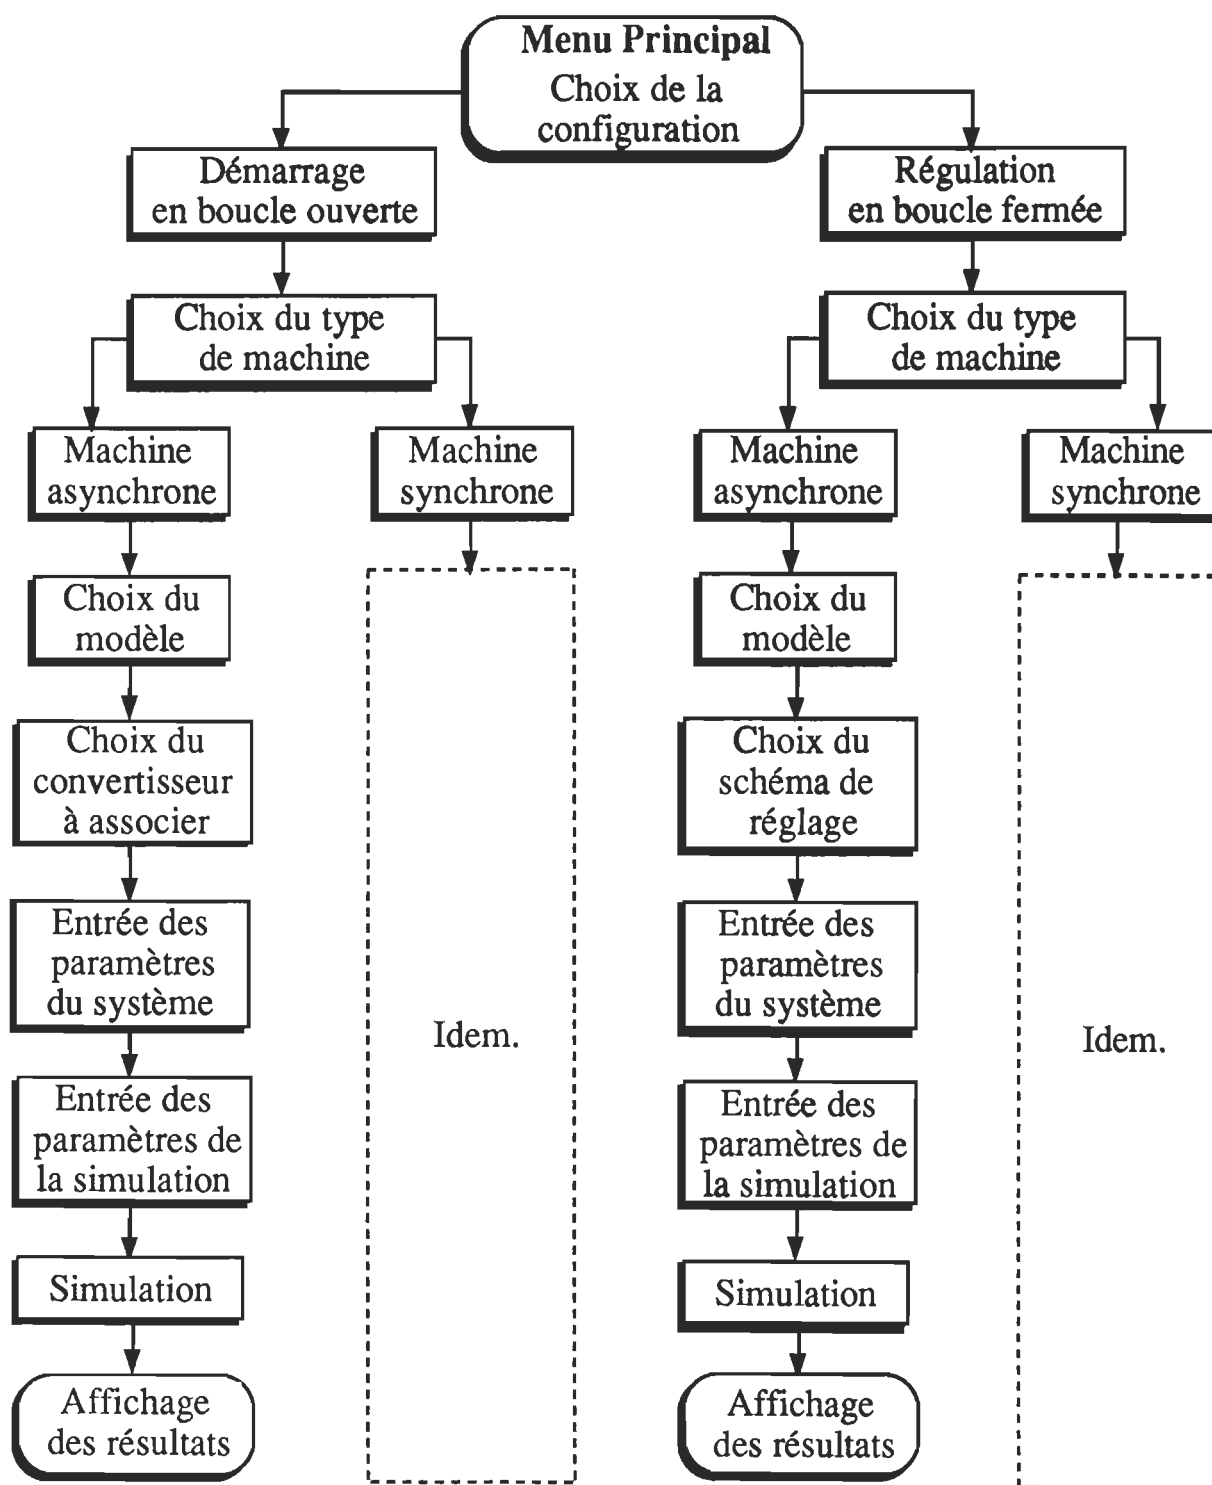 Menu Principal
Choix de la
configuration
Démarrage
en boucle ouverte
Régulation
en boucle fermée
Choix du type
de machine
Choix du type
de machine
Machine
asynchrone
Machine
synchrone
Machine
asynchrone
Machine
synchrone
Choix du
modèle
Choix du
convertisseur
à associer
Entrée des
paramètres
du système
Entrée des
paramètres de
la simulation
Simulation
Affichage
des résultats
Idem.
Choix du
modèle
Choix du
schéma de
réglage
Entrée des
paramètres
du système
Entrée des
paramètres de
la simulation
Simulation
Affichage
des résultats
Idem.